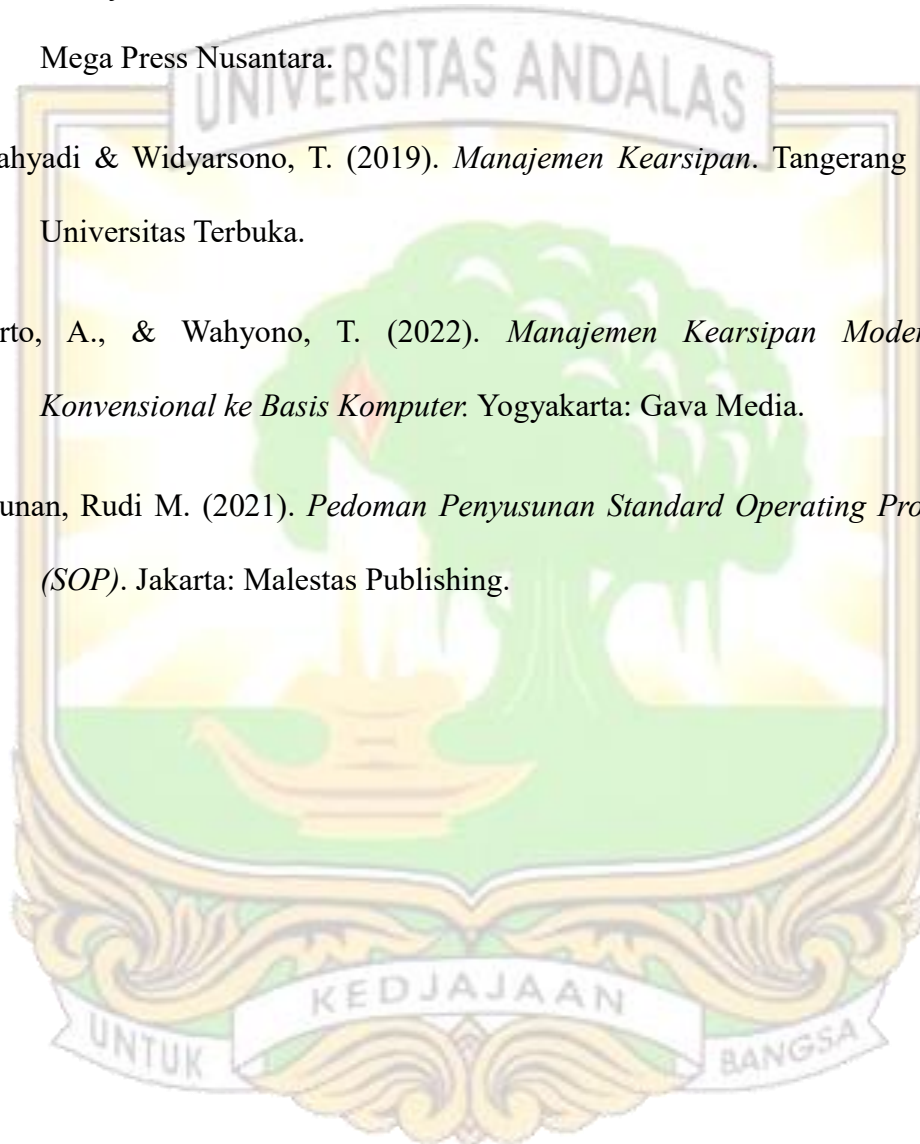 Mega Press Nusantara.
UNIVERSITAS ANDALAS
ahyadi & Widyarsono, T. (2019). Manajemen Kearsipan. Tangerang
Universitas Terbuka.
rto, A., & Wahyono, T. (2022). Manajemen Kearsipan Moder
Konvensional ke Basis Komputer. Yogyakarta: Gava Media.
unan, Rudi M. (2021). Pedoman Penyusunan Standard Operating Pro
(SOP). Jakarta: Malestas Publishing.
UNTUK KEDJAJAAN BANGSA